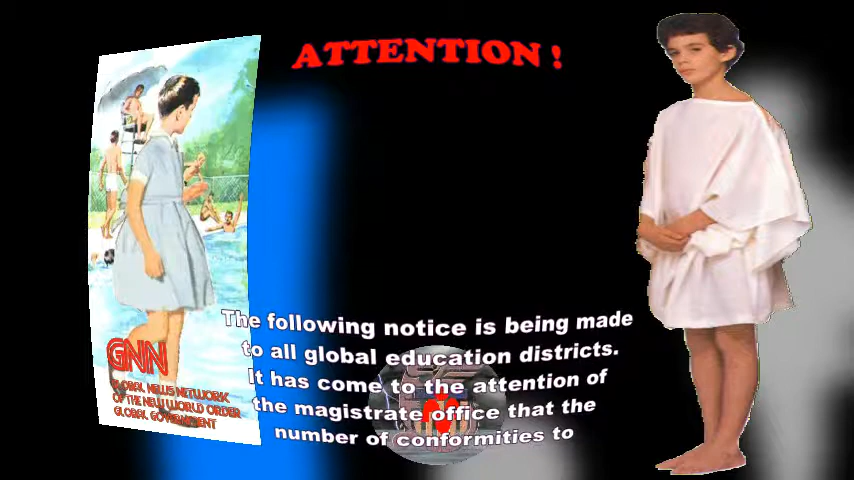 ATTENTION !
The following notice is being made
to all global education districts.
It has come to the attention of
the magistrate office that the
number of conformities to
GNN
GLOBAL NEWS NETWORK
OF THE NEW WORLD ORDER
GLOBAL GOVERNMENT